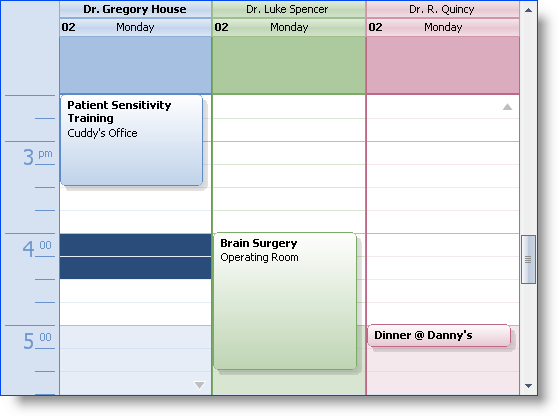 Dr. Gregory House
Dr. Luke Spencer
Dr. R. Quincy
02 Monday
02 Monday
02 Monday
Patient Sensitivity
Training
Cuddy's Office
3 pm
4 00
Brain Surgery
Operating Room
5 00
Dinner @ Danny's